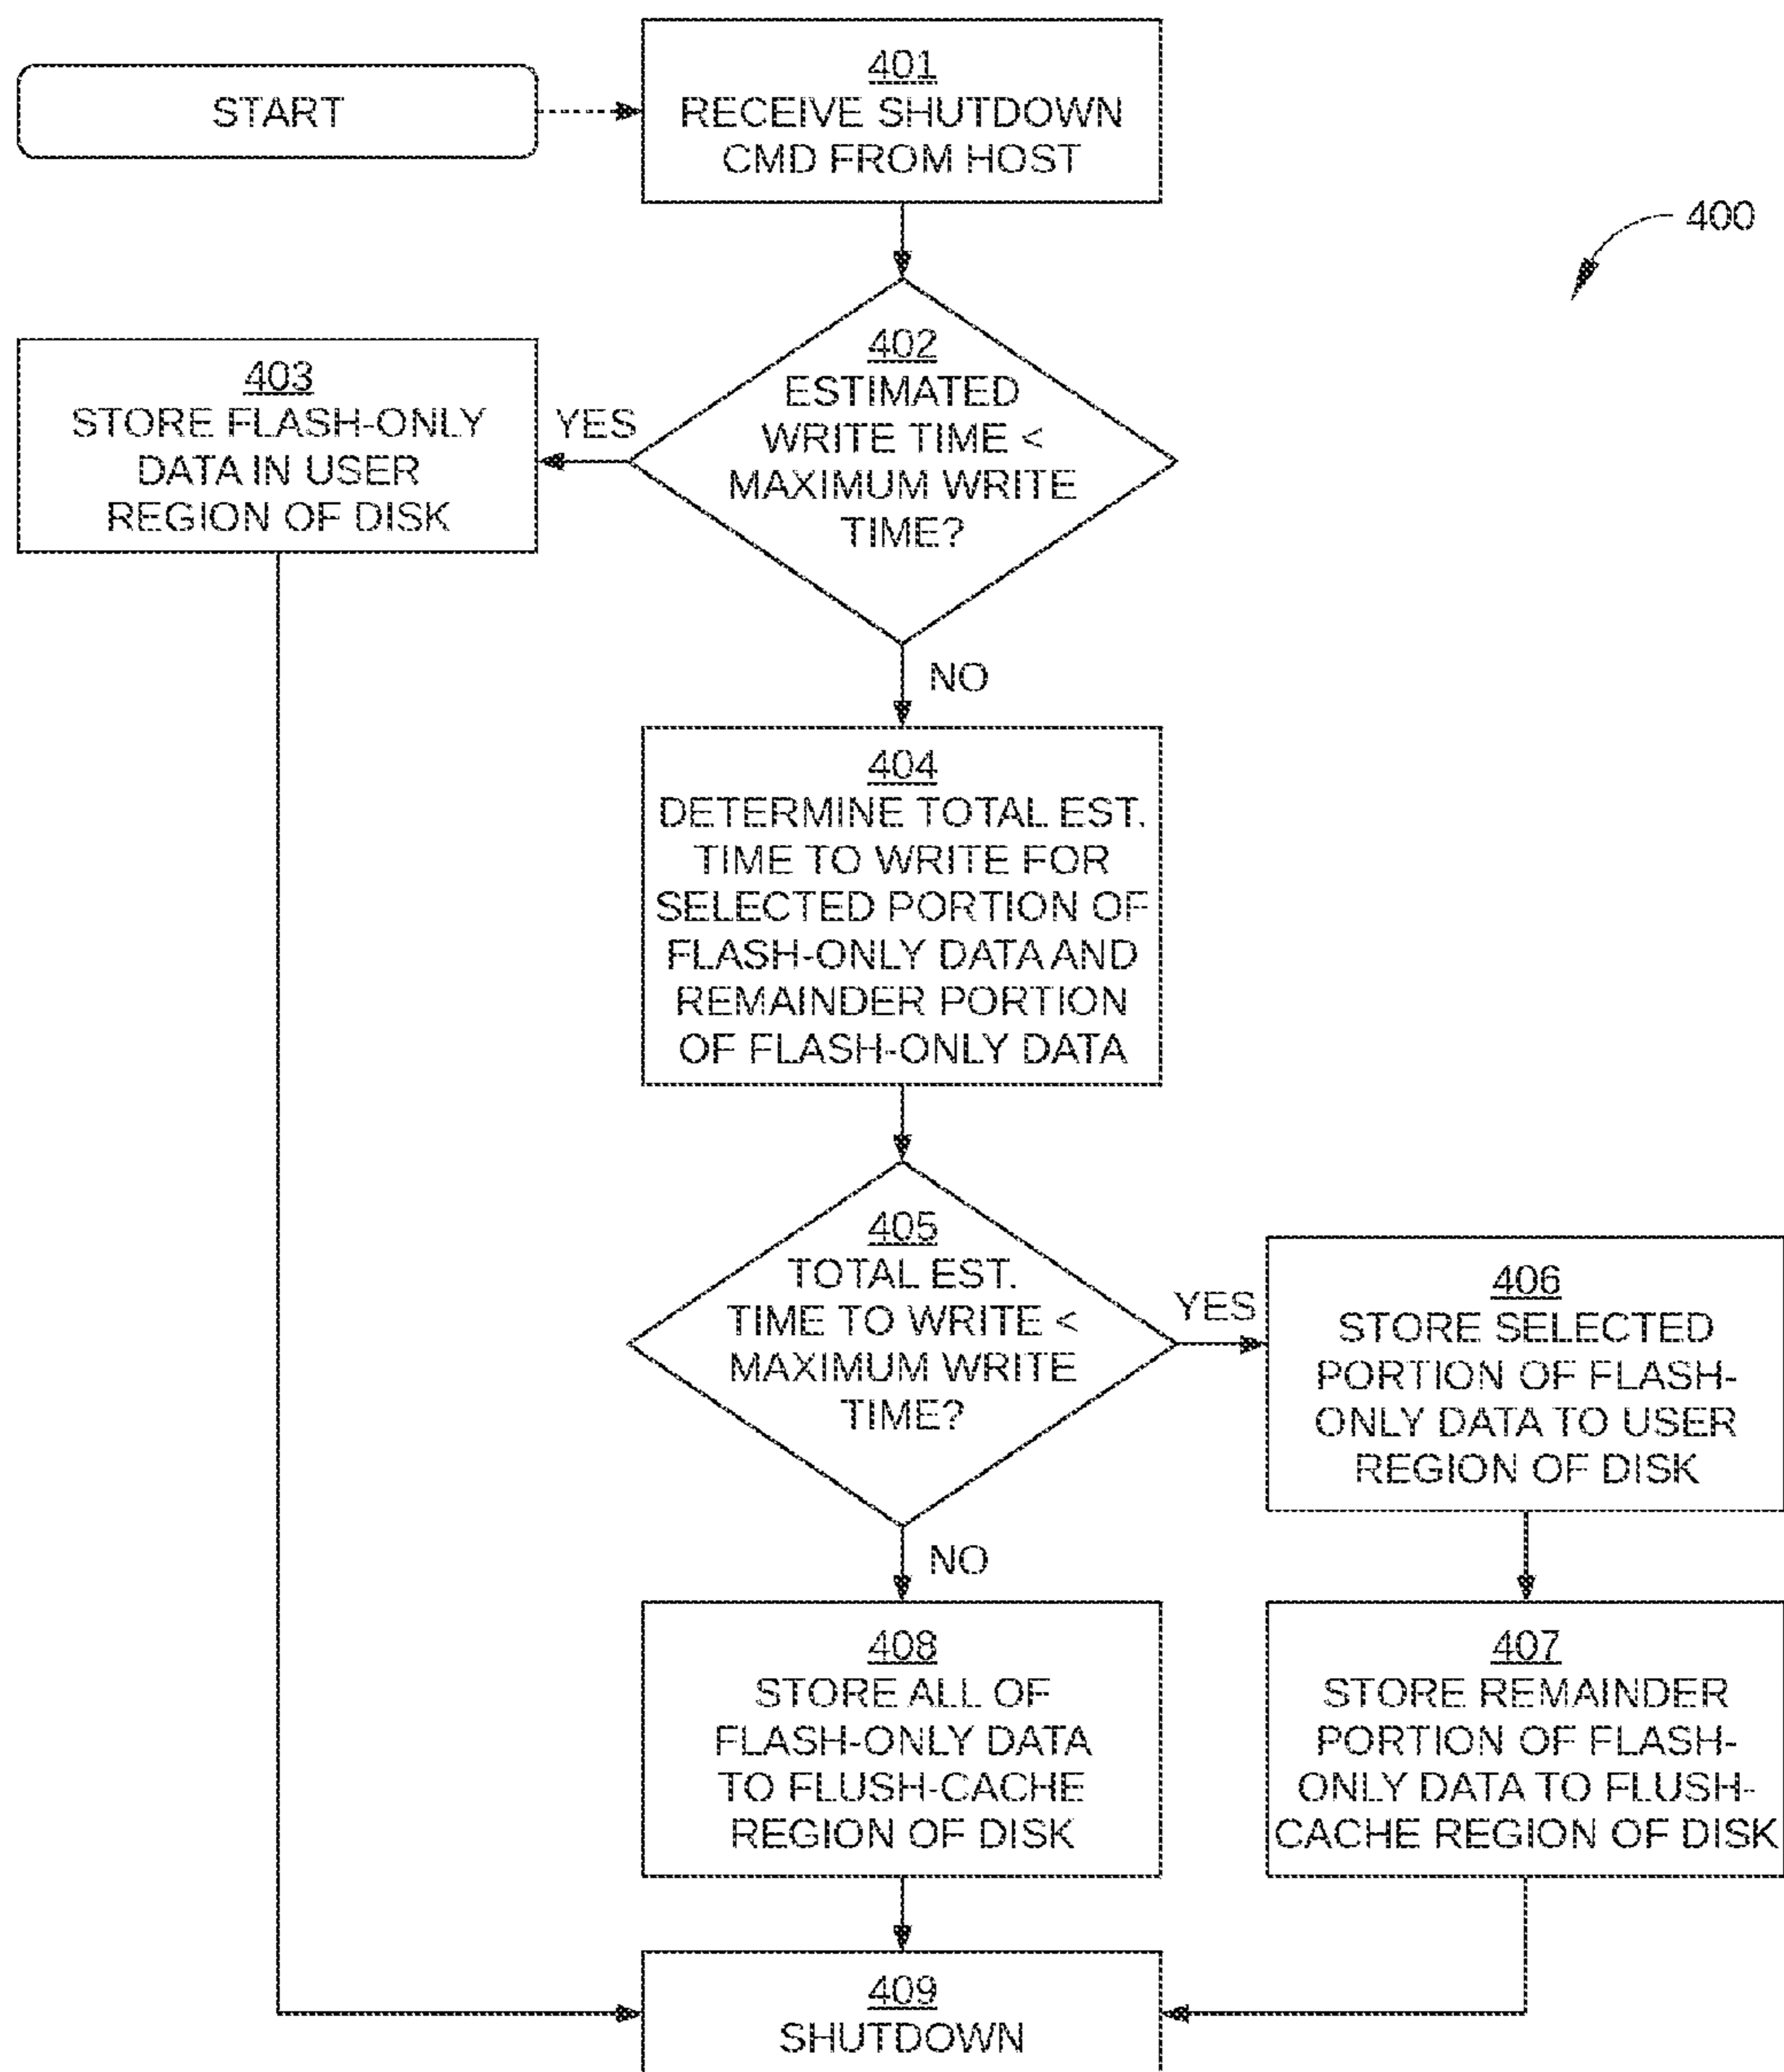 START
401
RECEIVE SHUTDOWN
CMD FROM HOST
400
402
ESTIMATED
WRITE TIME <
MAXIMUM WRITE
TIME?
YES
403
STORE FLASH-ONLY
DATA IN USER
REGION OF DISK
NO
404
DETERMINE TOTAL EST.
TIME TO WRITE FOR
SELECTED PORTION OF
FLASH-ONLY DATA AND
REMAINDER PORTION
OF FLASH-ONLY DATA
405
TOTAL EST.
TIME TO WRITE <
MAXIMUM WRITE
TIME?
YES
406
STORE SELECTED
PORTION OF FLASH-
ONLY DATA TO USER
REGION OF DISK
NO
408
STORE ALL OF
FLASH-ONLY DATA
TO FLUSH-CACHE
REGION OF DISK
407
STORE REMAINDER
PORTION OF FLASH-
ONLY DATA TO FLUSH-
CACHE REGION OF DISK
409
SHUTDOWN